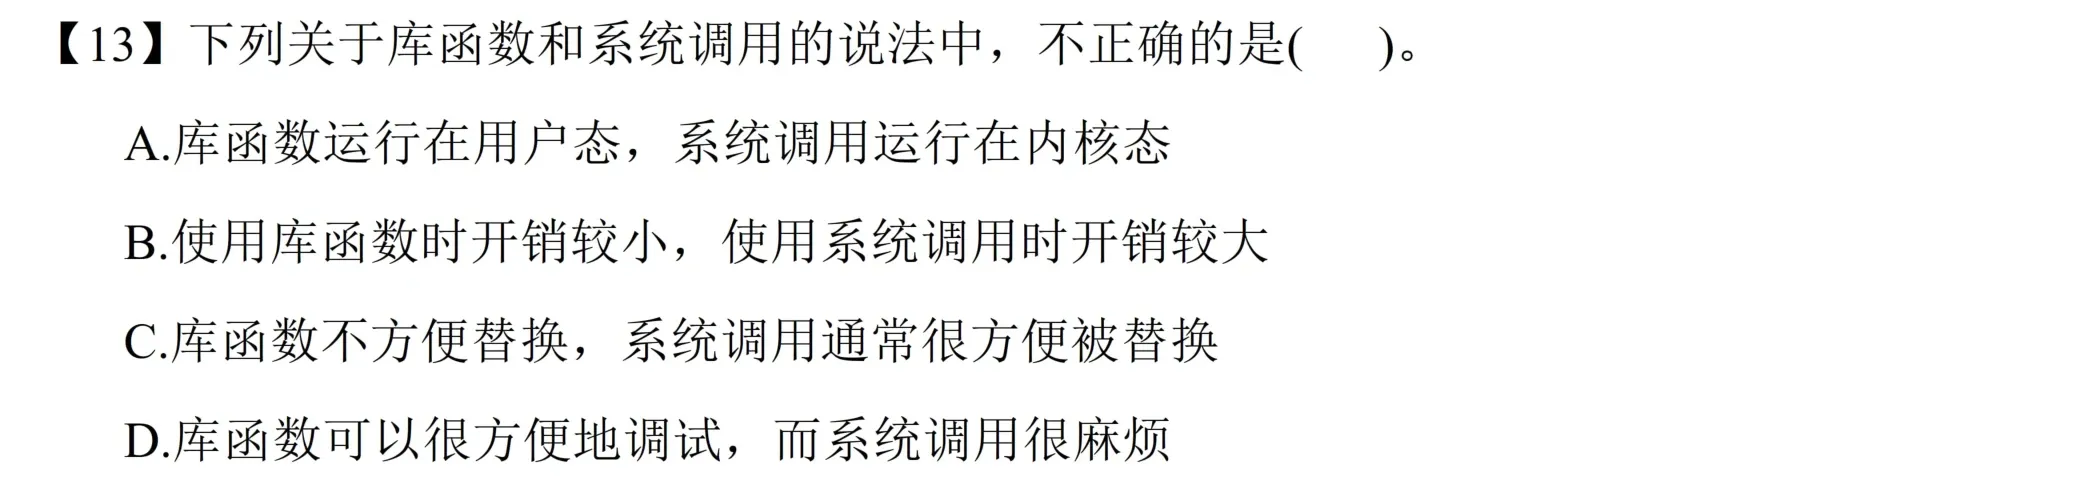 【13】下列关于库函数和系统调用的说法中，不正确的是(　　)。
A.库函数运行在用户态，系统调用运行在内核态
B.使用库函数时开销较小，使用系统调用时开销较大
C.库函数不方便替换，系统调用通常很方便被替换
D.库函数可以很方便地调试，而系统调用很麻烦